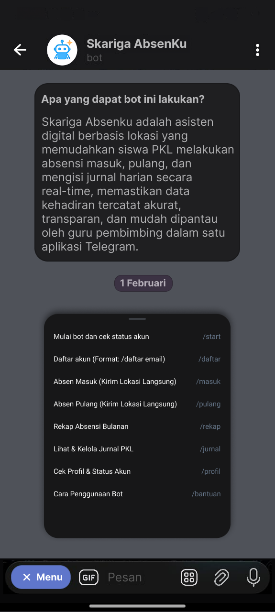 Skariga AbsenKu
bot
Apa yang dapat bot ini lakukan?
Skariga Absenku adalah asisten
digital berbasis lokasi yang
memudahkan siswa PKL melakukan
absensi masuk, pulang, dan
mengisi jurnal harian secara
real-time, memastikan data
kehadiran tercatat akurat,
transparan, dan mudah dipantau
oleh guru pembimbing dalam satu
aplikasi Telegram.
1 Februari
Mulai bot dan cek status akun /start
Daftar akun (Format: /daftar email) /daftar
Absen Masuk (Kirim Lokasi Langsung) /masuk
Absen Pulang (Kirim Lokasi Langsung) /pulang
Rekap Absensi Bulanan /rekap
Lihat & Kelola Jurnal PKL /jurnal
Cek Profil & Status Akun /profil
Cara Penggunaan Bot /bantuan
Menu GIF Pesan